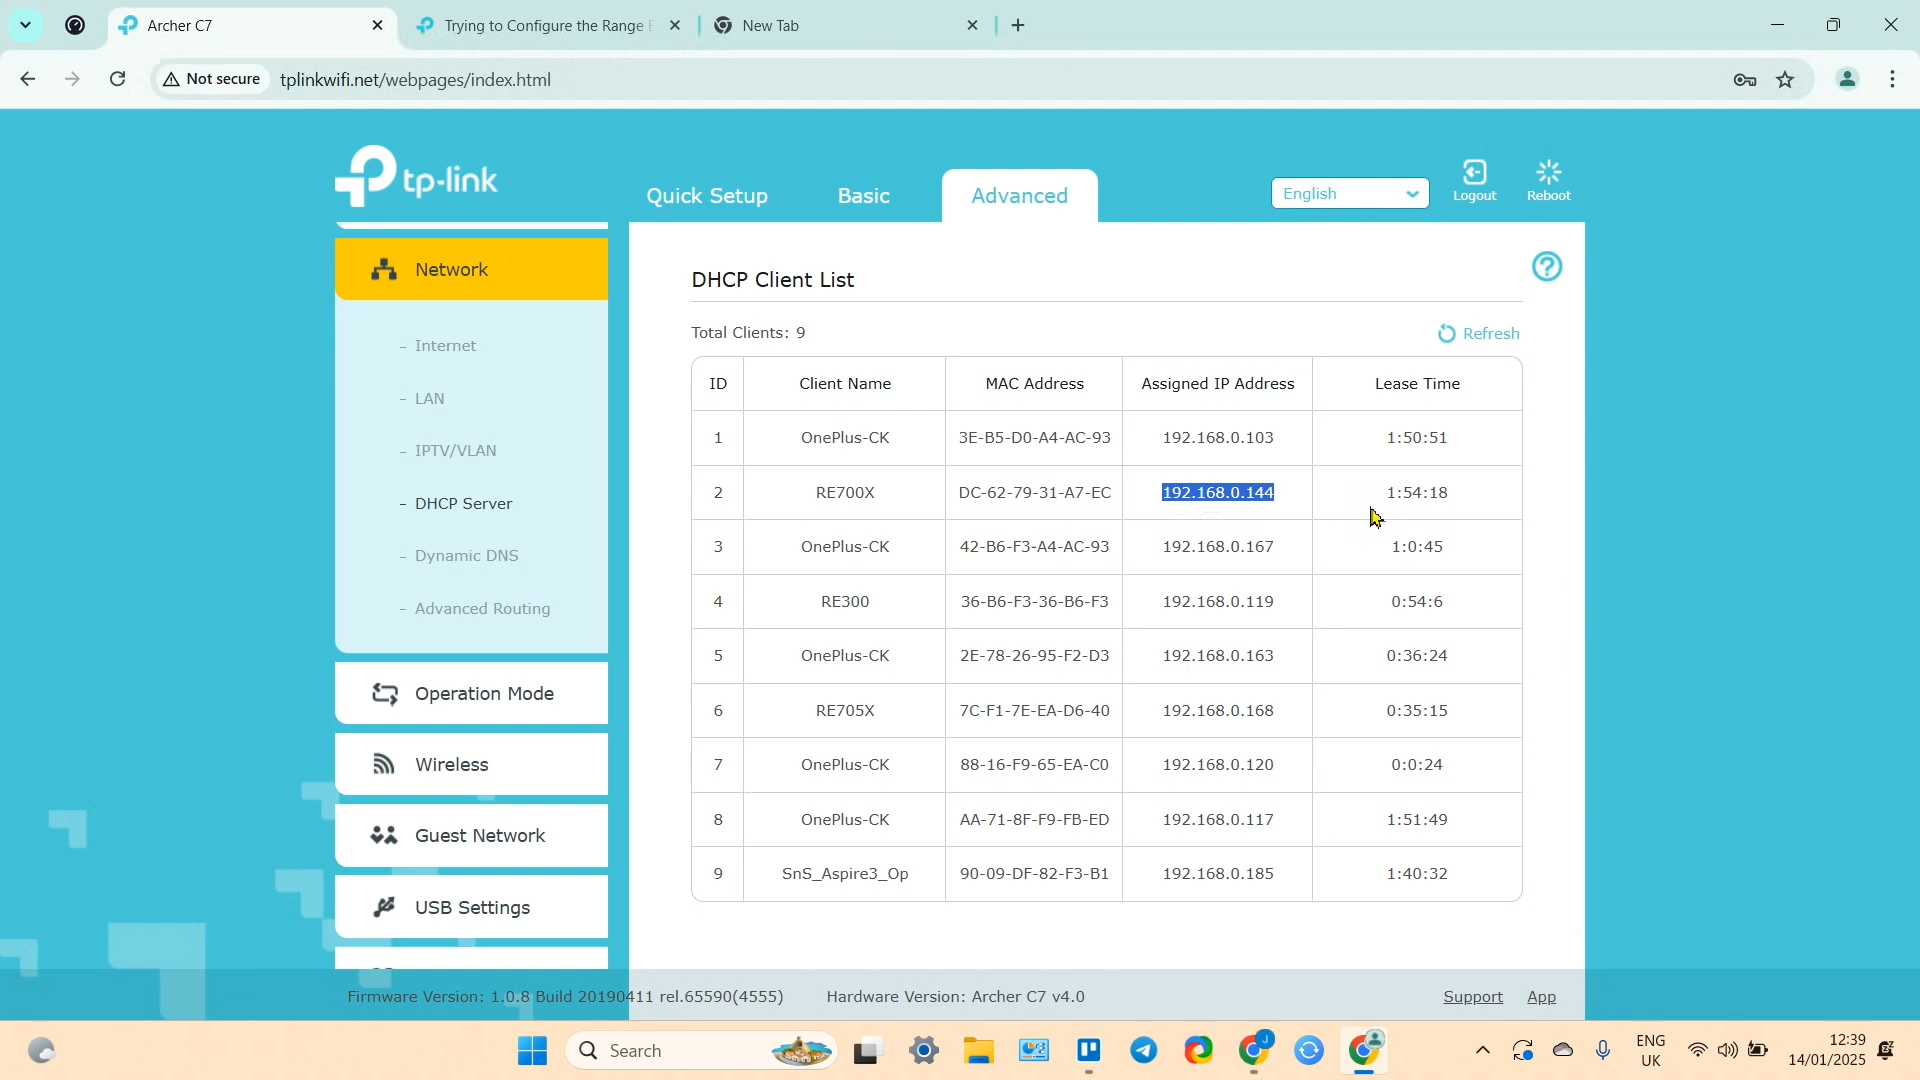 Archer C7
Trying to Configure the Range E
New Tab
Not secure
tplinkwifi.net/webpages/index.html
tp-link
Quick Setup
Basic
Advanced
English
Logout
Reboot
Network
- Internet
- LAN
- IPTV/VLAN
- DHCP Server
- Dynamic DNS
- Advanced Routing
Operation Mode
Wireless
Guest Network
USB Settings
DHCP Client List
Total Clients: 9
Refresh
ID Client Name MAC Address Assigned IP Address Lease Time
1 OnePlus-CK 3E-B5-D0-A4-AC-93 192.168.0.103 1:50:51
2 RE700X DC-62-79-31-A7-EC 192.168.0.144 1:54:18
3 OnePlus-CK 42-B6-F3-A4-AC-93 192.168.0.167 1:0:45
4 RE300 36-B6-F3-36-B6-F3 192.168.0.119 0:54:6
5 OnePlus-CK 2E-78-26-95-F2-D3 192.168.0.163 0:36:24
6 RE705X 7C-F1-7E-EA-D6-40 192.168.0.168 0:35:15
7 OnePlus-CK 88-16-F9-65-EA-C0 192.168.0.120 0:0:24
8 OnePlus-CK AA-71-8F-F9-FB-ED 192.168.0.117 1:51:49
9 SnS_Aspire3_Op 90-09-DF-82-F3-B1 192.168.0.185 1:40:32
Firmware Version: 1.0.8 Build 20190411 rel.65590(4555)
Hardware Version: Archer C7 v4.0
Support
App
Search
ENG
UK
12:39
14/01/2025